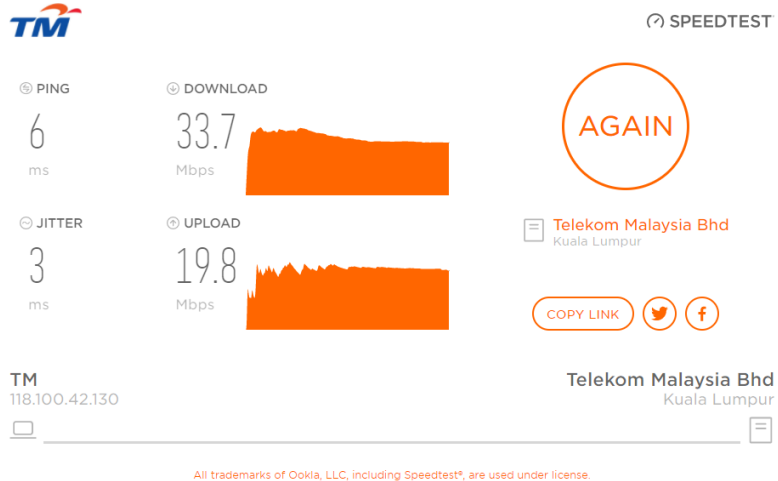 TM
SPEEDTEST
PING
6
ms
DOWNLOAD
33.7
Mbps
AGAIN
JITTER
3
ms
UPLOAD
19.8
Mbps
Telekom Malaysia Bhd
Kuala Lumpur
COPY LINK
TM
118.100.42.130
Telekom Malaysia Bhd
Kuala Lumpur
All trademarks of Ookla, LLC, including Speedtest®, are used under license.